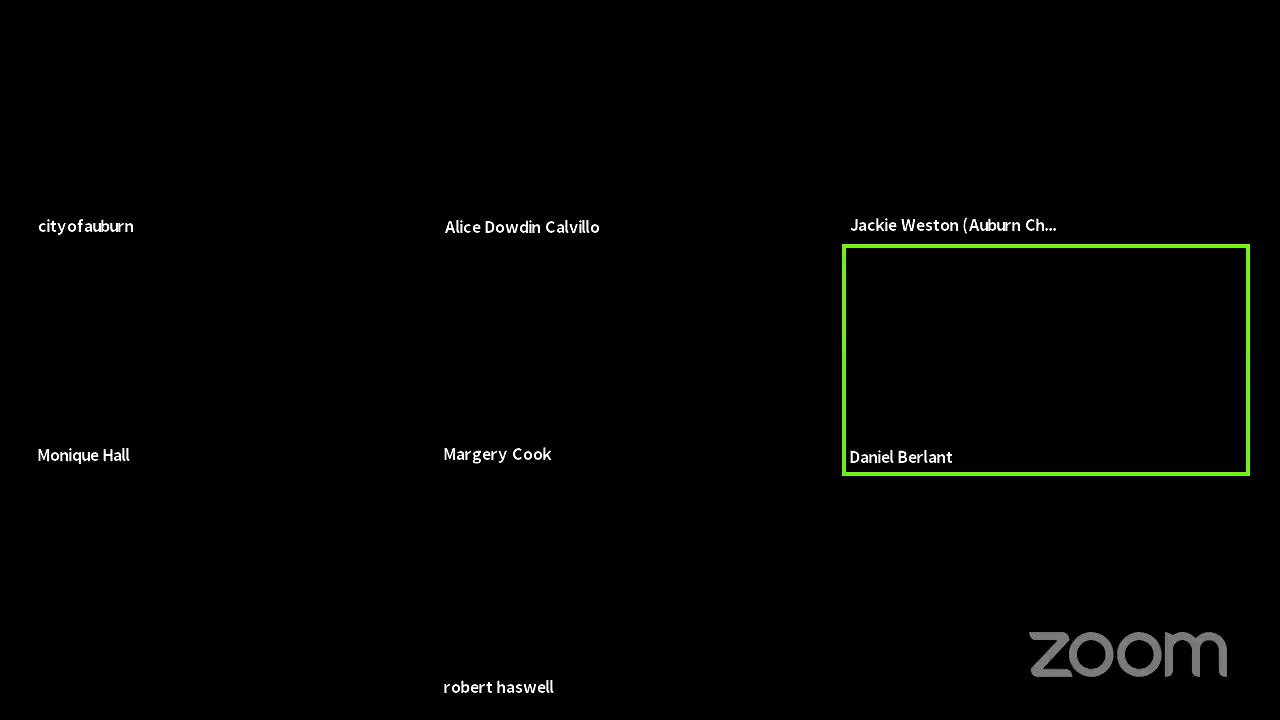 cityofauburn
Alice Dowdin Calvillo
Jackie Weston (Auburn Ch...
Monique Hall
Margery Cook
Daniel Berlant
robert haswell
zoom